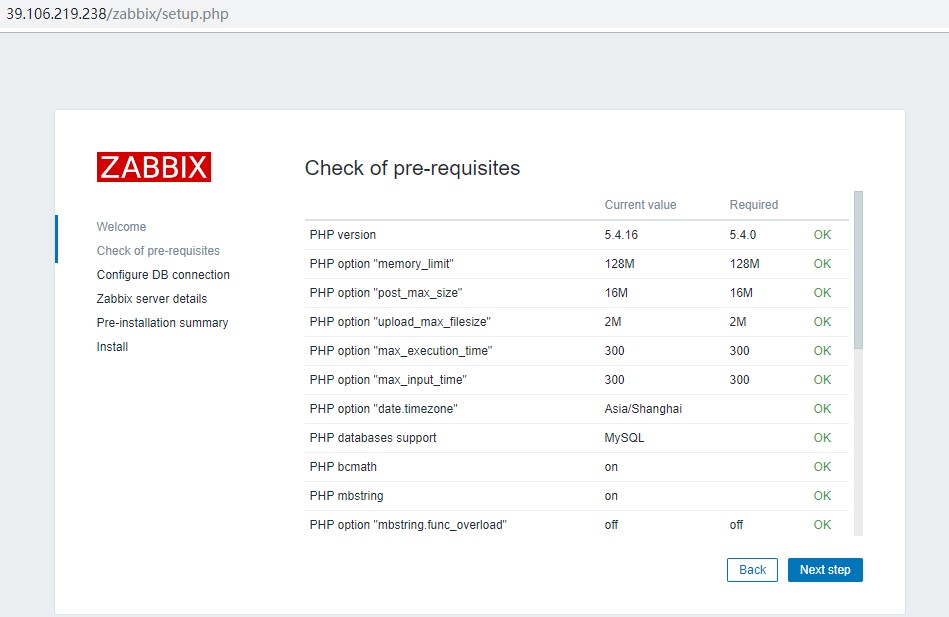 39.106.219.238/zabbix/setup.php
ZABBIX
Welcome
Check of pre-requisites
Configure DB connection
Zabbix server details
Pre-installation summary
Install
Check of pre-requisites
Current value Required
PHP version 5.4.16 5.4.0 OK
PHP option "memory_limit" 128M 128M OK
PHP option "post_max_size" 16M 16M OK
PHP option "upload_max_filesize" 2M 2M OK
PHP option "max_execution_time" 300 300 OK
PHP option "max_input_time" 300 300 OK
PHP option "date.timezone" Asia/Shanghai OK
PHP databases support MySQL OK
PHP bcmath on OK
PHP mbstring on OK
PHP option "mbstring.func_overload" off off OK
Back Next step